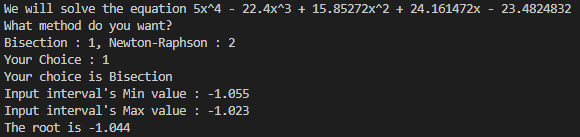 We will solve the equation 5x^4 - 22.4x^3 + 15.85272x^2 + 24.161472x - 23.4824832
What method do you want?
Bisection : 1, Newton-Raphson : 2
Your Choice : 1
Your choice is Bisection
Input interval's Min value : -1.055
Input interval's Max value : -1.023
The root is -1.044